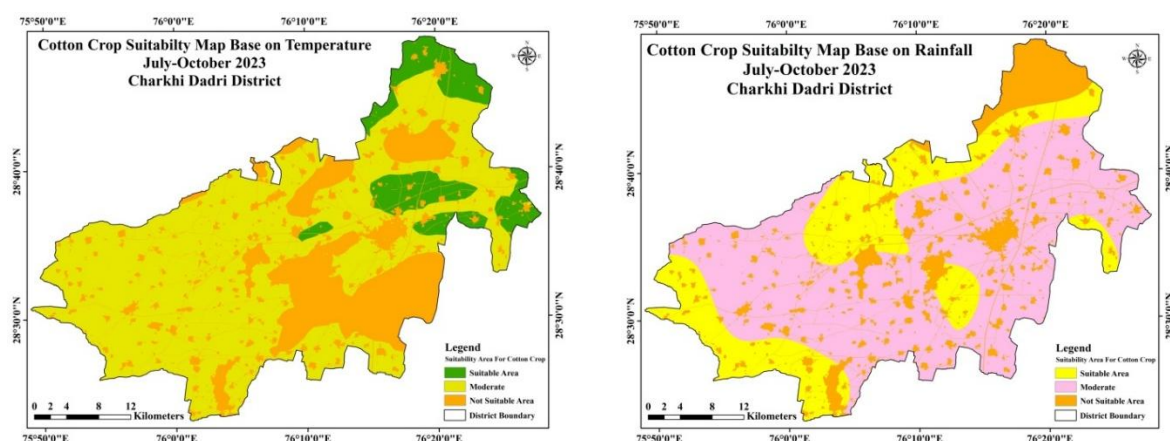 75°50'0"E 76°0'0"E 76°10'0"E 76°20'0"E
Cotton Crop Suitabilty Map Base on Temperature
July-October 2023
Charkhi Dadri District
N
W E
S
28°40'0"N
28°40'0"N
28°30'0"N
28°30'0"N
Legend
Suitability Area For Cotton Crop
Suitable Area
Moderate
Not Suitable Area
District Boundary
0 2 4 8 12
Kilometers
75°50'0"E 76°0'0"E 76°10'0"E 76°20'0"E
75°50'0"E 76°0'0"E 76°10'0"E 76°20'0"E
Cotton Crop Suitabilty Map Base on Rainfall
July-October 2023
Charkhi Dadri District
N
W E
S
28°40'0"N
28°40'0"N
28°30'0"N
28°30'0"N
Legend
Suitability Area For Cotton Crop
Suitable Area
Moderate
Not Suitable Area
District Boundary
0 2 4 8 12
Kilometers
75°50'0"E 76°0'0"E 76°10'0"E 76°20'0"E